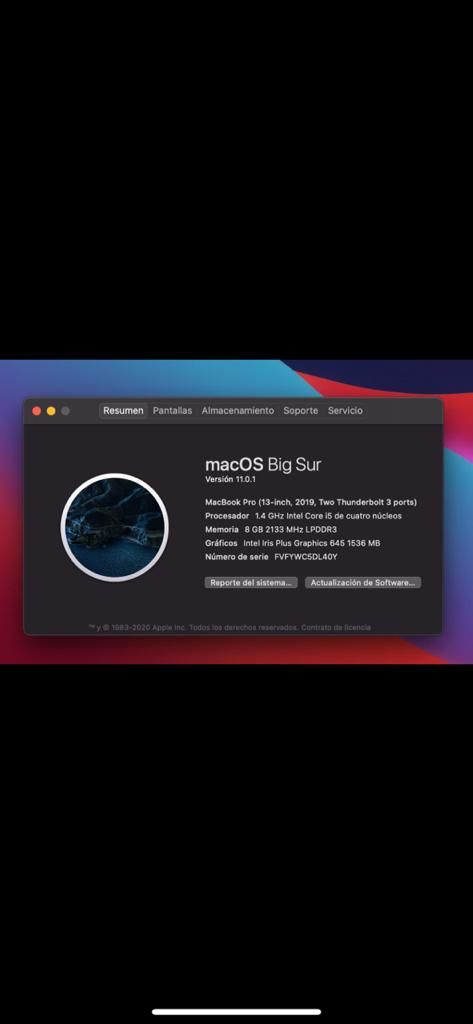 Resumen Pantallas Almacenamiento Soporte Servicio
macOS Big Sur
Versión 11.0.1
MacBook Pro (13-inch, 2019, Two Thunderbolt 3 ports)
Procesador 1.4 GHz Intel Core i5 de cuatro núcleos
Memoria 8 GB 2133 MHz LPDDR3
Gráficos Intel Iris Plus Graphics 645 1536 MB
Número de serie FVFYWC5DL40Y
Reporte del sistema... Actualización de Software...
™ y © 1983-2020 Apple Inc. Todos los derechos reservados. Contrato de licencia